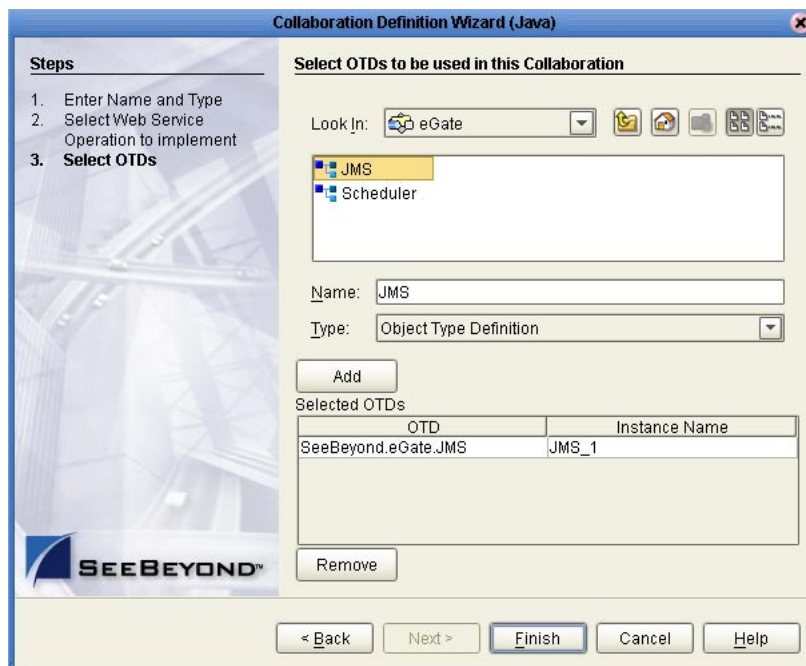 Collaboration Definition Wizard (Java)
Steps
1. Enter Name and Type
2. Select Web Service
Operation to implement
3. Select OTDs
Select OTDs to be used in this Collaboration
Look In: eGate
JMS
Scheduler
Name: JMS
Type: Object Type Definition
Add
Selected OTDs
OTD Instance Name
SeeBeyond.eGate.JMS JMS_1
Remove
SEEBEYOND™
< Back Next > Finish Cancel Help